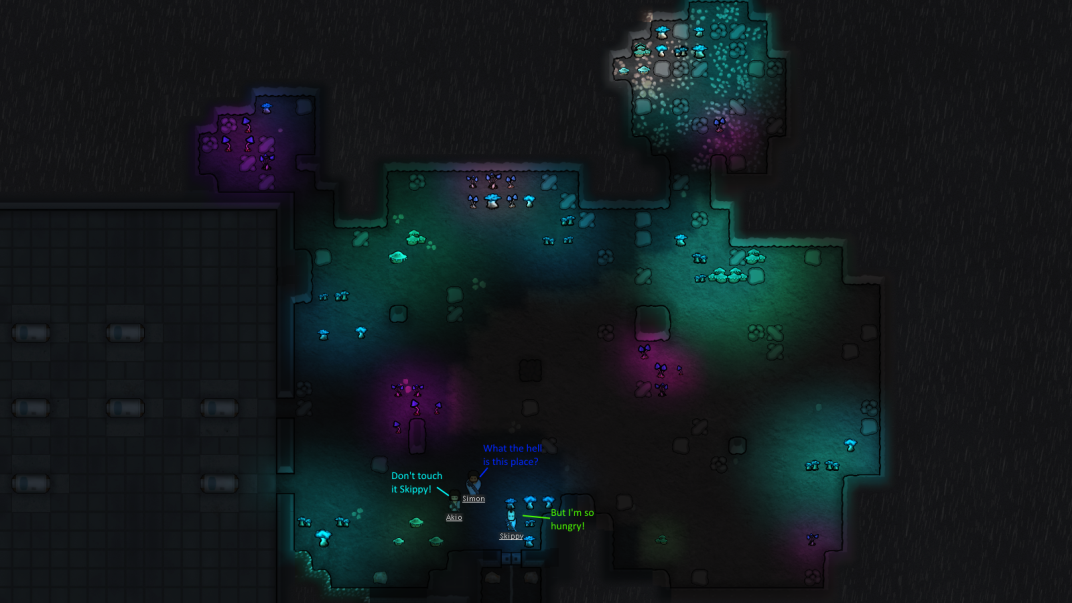 What the hell
is this place?
Don't touch
it Skippy!
Simon
Akio
But I'm so
hungry!
Skippy